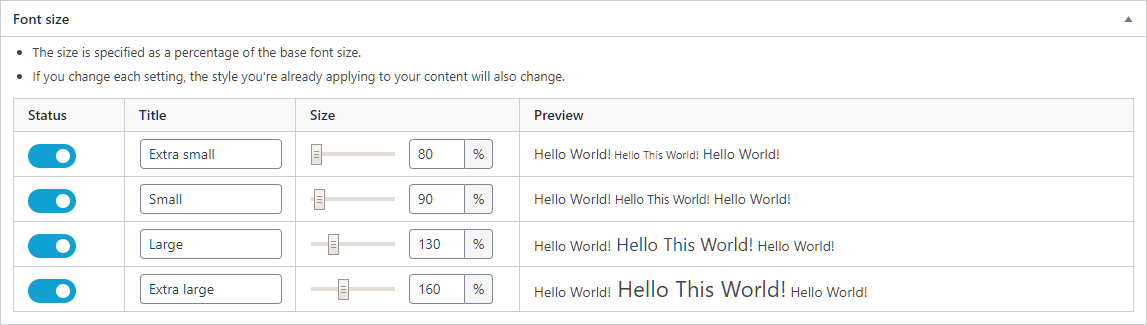 Font size
The size is specified as a percentage of the base font size.
If you change each setting, the style you're already applying to your content will also change.
Status Title Size Preview
Extra small 80 % Hello World! Hello This World! Hello World!
Small 90 % Hello World! Hello This World! Hello World!
Large 130 % Hello World! Hello This World! Hello World!
Extra large 160 % Hello World! Hello This World! Hello World!